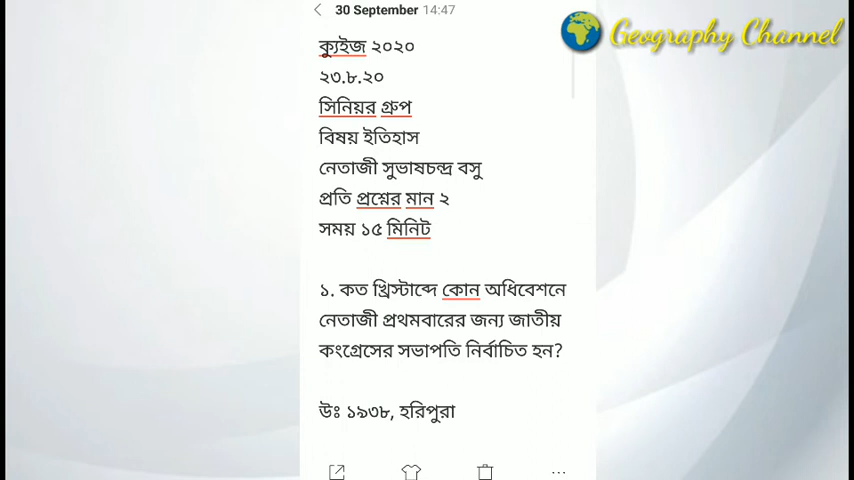 30 September 14:47
Geography Channel
ক্যুইজ ২০২০
২৩.৮.২০
সিনিয়র গ্রুপ
বিষয় ইতিহাস
নেতাজী সুভাষচন্দ্র বসু
প্রতি প্রশ্নের মান ২
সময় ১৫ মিনিট
১. কত খ্রিস্টাব্দে কোন অধিবেশনে
নেতাজী প্রথমবারের জন্য জাতীয়
কংগ্রেসের সভাপতি নির্বাচিত হন?
উঃ ১৯৩৮, হরিপুরা